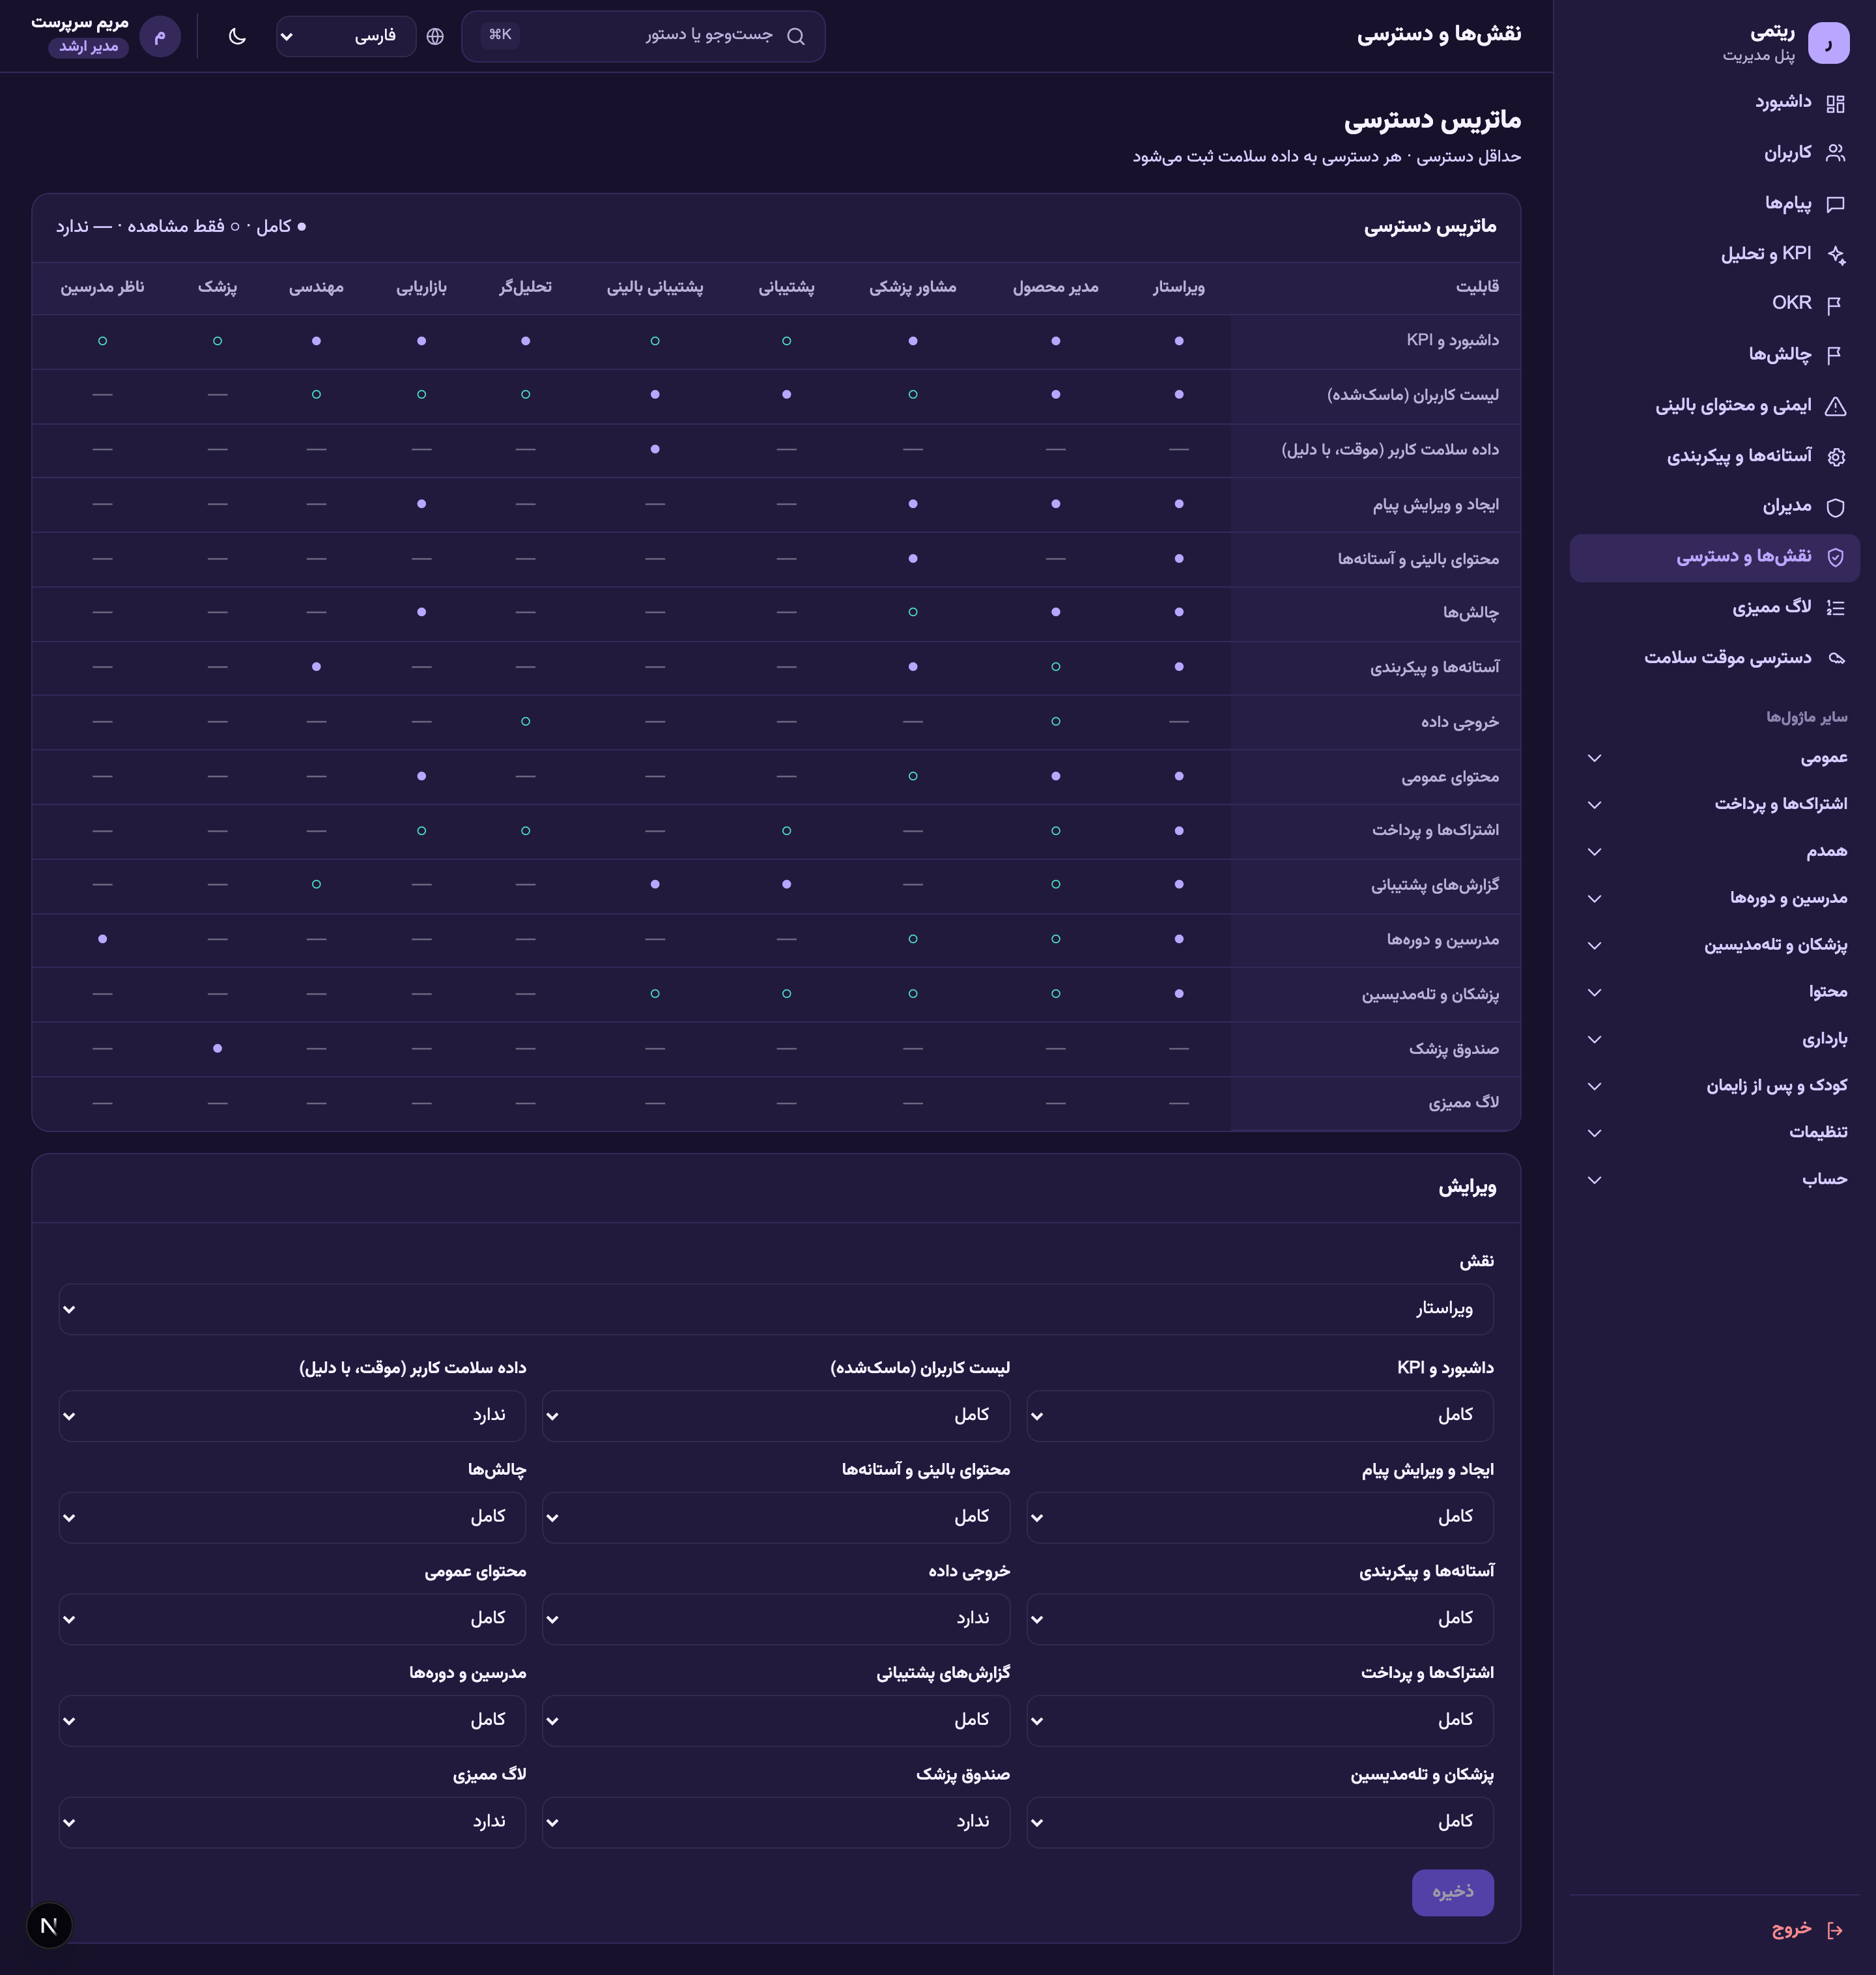 ر
ریتمی
پنل مدیریت
داشبورد
کاربران
پیام‌ها
KPI و تحلیل
OKR
چالش‌ها
ایمنی و محتوای بالینی
آستانه‌ها و پیکربندی
مدیران
نقش‌ها و دسترسی
لاگ ممیزی
دسترسی موقت سلامت
سایر ماژول‌ها
عمومی
اشتراک‌ها و پرداخت
همدم
مدرسین و دوره‌ها
پزشکان و تله‌مدیسین
محتوا
بارداری
کودک و پس از زایمان
تنظیمات
حساب
خروج
نقش‌ها و دسترسی
جست‌وجو یا دستور ⌘K
فارسی
م
مریم سرپرست
مدیر ارشد
ماتریس دسترسی
حداقل دسترسی · هر دسترسی به داده سلامت ثبت می‌شود
ماتریس دسترسی
● کامل · ○ فقط مشاهده · — ندارد
قابلیت ویراستار مدیر محصول مشاور پزشکی پشتیبانی پشتیبانی بالینی تحلیل‌گر بازاریابی مهندسی پزشک ناظر مدرسین
داشبورد و KPI ● ● ● ○ ○ ● ● ● ○ ○
لیست کاربران (ماسک‌شده) ● ● ○ ● ● ○ ○ ○ — —
داده سلامت کاربر (موقت، با دلیل) — — — — ● — — — — —
ایجاد و ویرایش پیام ● ● ● — — — ● — — —
محتوای بالینی و آستانه‌ها ● — ● — — — — — — —
چالش‌ها ● ● ○ — — — ● — — —
آستانه‌ها و پیکربندی ● ○ ● — — — — ● — —
خروجی داده — ○ — — — ○ — — — —
محتوای عمومی ● ● ○ — — — ● — — —
اشتراک‌ها و پرداخت ● ○ — ○ — ○ ○ — — —
گزارش‌های پشتیبانی ● ○ — ● ● — — ○ — —
مدرسین و دوره‌ها ● ○ ○ — — — — — — ●
پزشکان و تله‌مدیسین ● ○ ○ ○ ○ — — — — —
صندوق پزشک — — — — — — — — ● —
لاگ ممیزی — — — — — — — — — —
ویرایش
نقش
ویراستار
داشبورد و KPI لیست کاربران (ماسک‌شده) داده سلامت کاربر (موقت، با دلیل)
کامل کامل ندارد
ایجاد و ویرایش پیام محتوای بالینی و آستانه‌ها چالش‌ها
کامل کامل کامل
آستانه‌ها و پیکربندی خروجی داده محتوای عمومی
کامل ندارد کامل
اشتراک‌ها و پرداخت گزارش‌های پشتیبانی مدرسین و دوره‌ها
کامل کامل کامل
پزشکان و تله‌مدیسین صندوق پزشک لاگ ممیزی
کامل ندارد ندارد
ذخیره
N